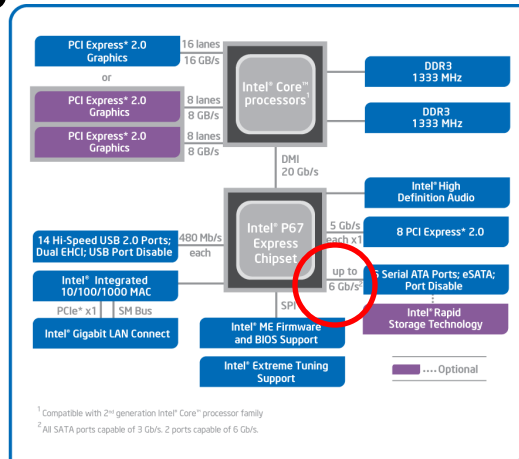 PCI Express* 2.0
Graphics
16 lanes
16 GB/s
or
PCI Express* 2.0
Graphics
8 lanes
8 GB/s
PCI Express* 2.0
Graphics
8 lanes
8 GB/s
Intel® Core™
processors¹
DDR3
1333 MHz
DDR3
1333 MHz
DMI
20 Gb/s
Intel® P67
Express
Chipset
Intel® High
Definition Audio
5 Gb/s
each x1
8 PCI Express* 2.0
14 Hi-Speed USB 2.0 Ports;
Dual EHCI; USB Port Disable
480 Mb/s
each
up to
6 Gb/s²
Serial ATA Ports; eSATA;
Port Disable
Intel® Integrated
10/100/1000 MAC
PCIe* x1
SM Bus
Intel® Gigabit LAN Connect
SPI
Intel® ME Firmware
and BIOS Support
Intel® Rapid
Storage Technology
Intel® Extreme Tuning
Support
.... Optional
¹ Compatible with 2ⁿᵈ generation Intel® Core™ processor family
² All SATA ports capable of 3 Gb/s. 2 ports capable of 6 Gb/s.